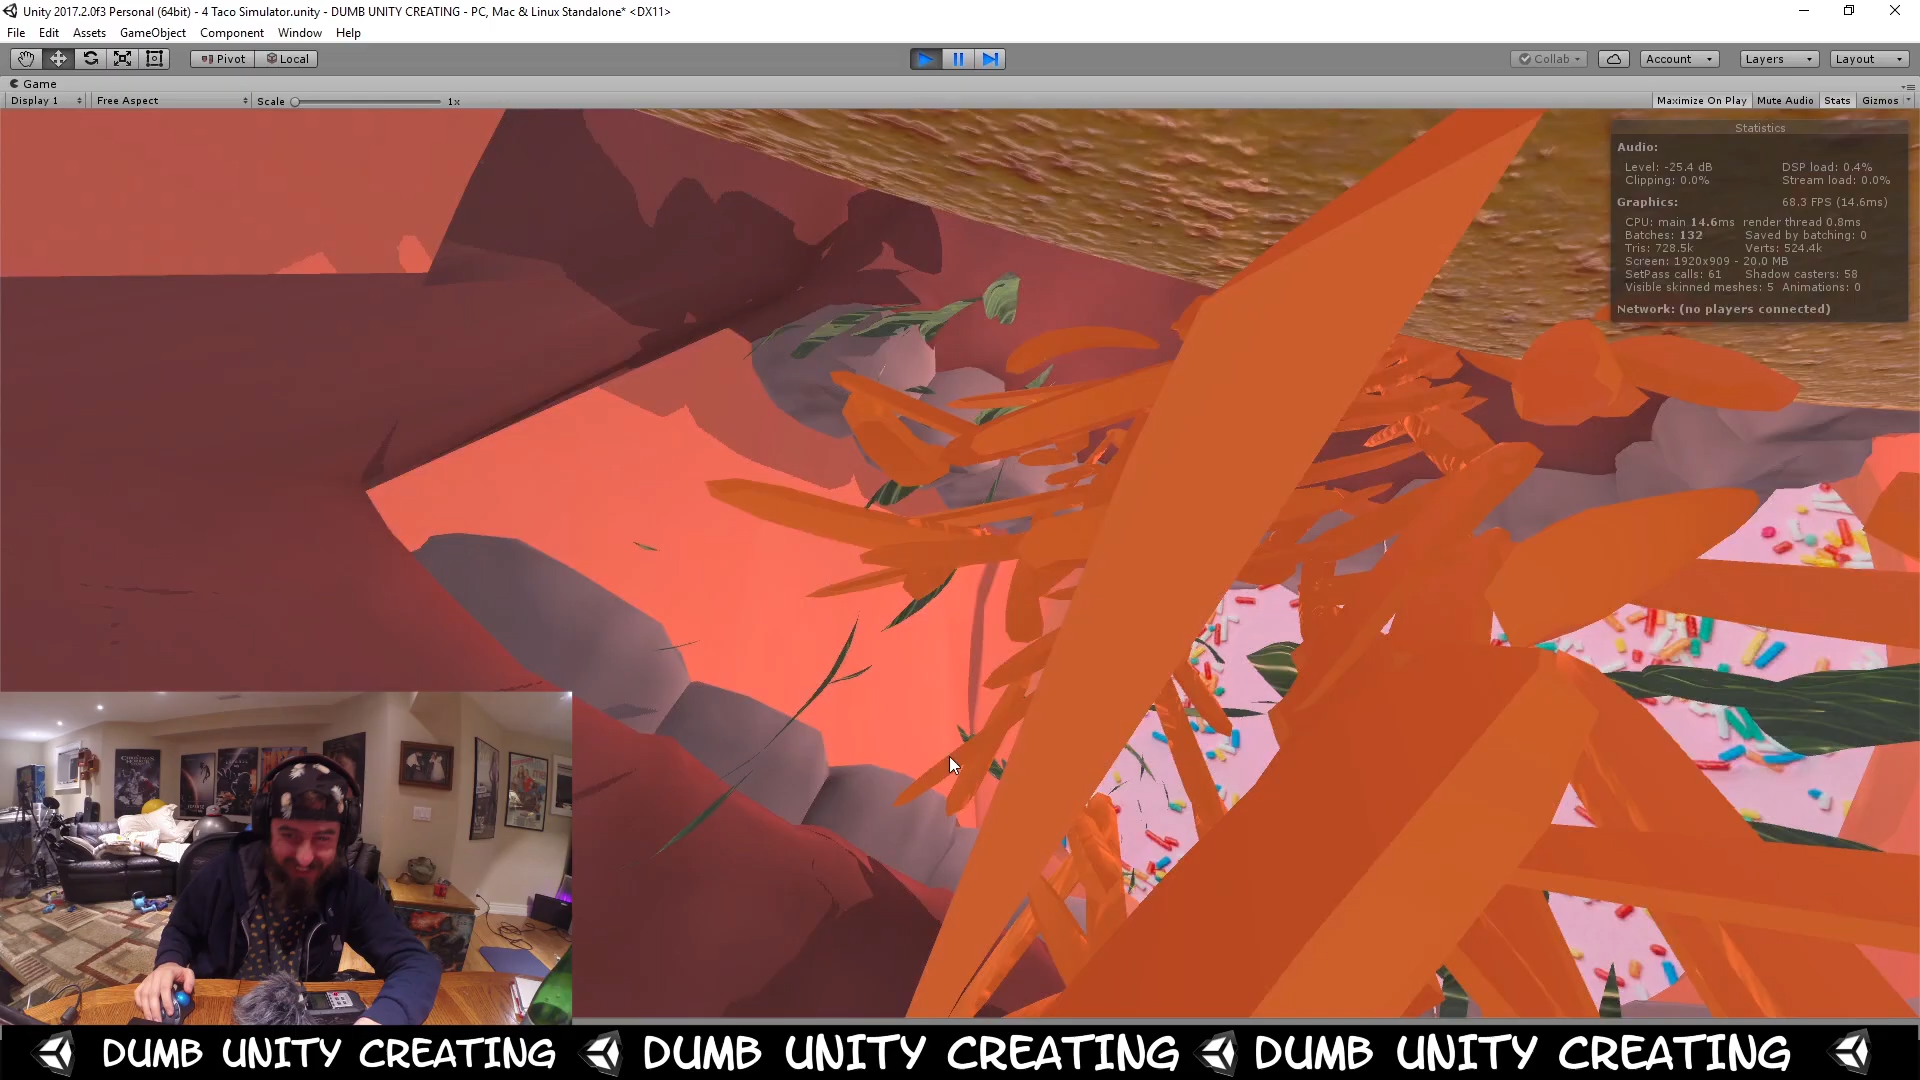 Unity 2017.2.0f3 Personal (64bit) - 4 Taco Simulator.unity - DUMB UNITY CREATING - PC, Mac & Linux Standalone* <DX11>
File Edit Assets GameObject Component Window Help
Pivot Local Collab Account Layers Layout
Game
Display 1 Free Aspect Scale 1x Maximize On Play Mute Audio Stats Gizmos
Statistics
Audio:
Level: -25.4 dB DSP load: 0.4%
Clipping: 0.0% Stream load: 0.0%
Graphics: 68.3 FPS (14.6ms)
CPU: main 14.6ms render thread 0.8ms
Batches: 132 Saved by batching: 0
Tris: 728.5k Verts: 524.4k
Screen: 1920x909 - 20.0 MB
SetPass calls: 61 Shadow casters: 58
Visible skinned meshes: 5 Animations: 0
Network: (no players connected)
DUMB UNITY CREATING DUMB UNITY CREATING DUMB UNITY CREATING